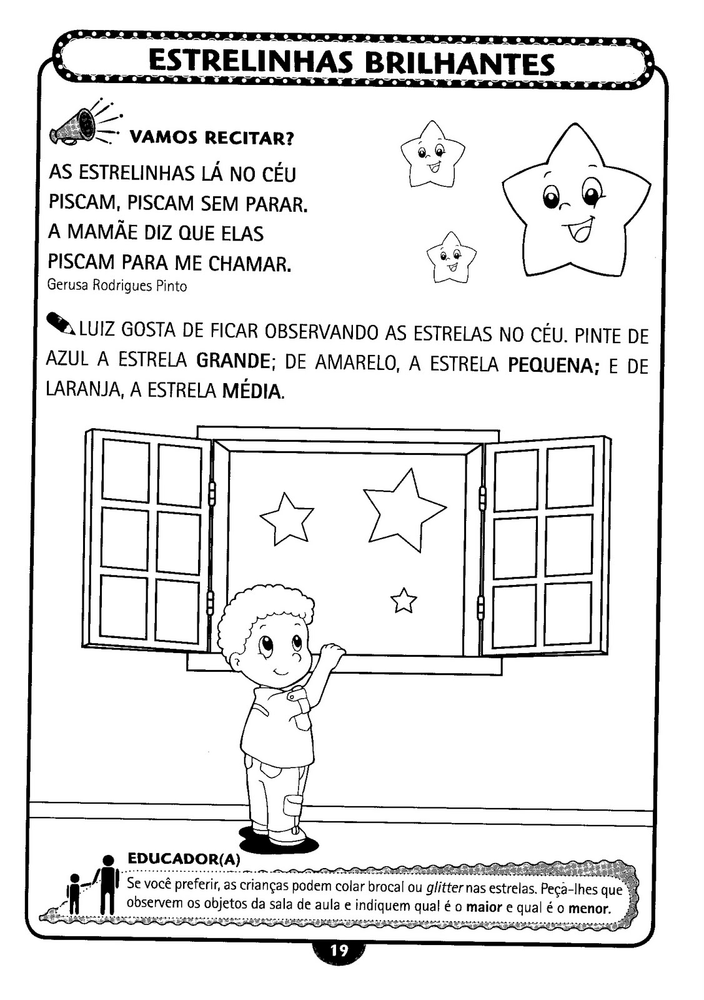 ESTRELINHAS BRILHANTES
VAMOS RECITAR?
AS ESTRELINHAS LÁ NO CÉU
PISCAM, PISCAM SEM PARAR.
A MAMÃE DIZ QUE ELAS
PISCAM PARA ME CHAMAR.
Gerusa Rodrigues Pinto
LUIZ GOSTA DE FICAR OBSERVANDO AS ESTRELAS NO CÉU. PINTE DE
AZUL A ESTRELA GRANDE; DE AMARELO, A ESTRELA PEQUENA; E DE
LARANJA, A ESTRELA MÉDIA.
EDUCADOR(A)
Se você preferir, as crianças podem colar brocal ou glitter nas estrelas. Peça-lhes que
observem os objetos da sala de aula e indiquem qual é o maior e qual é o menor.
19